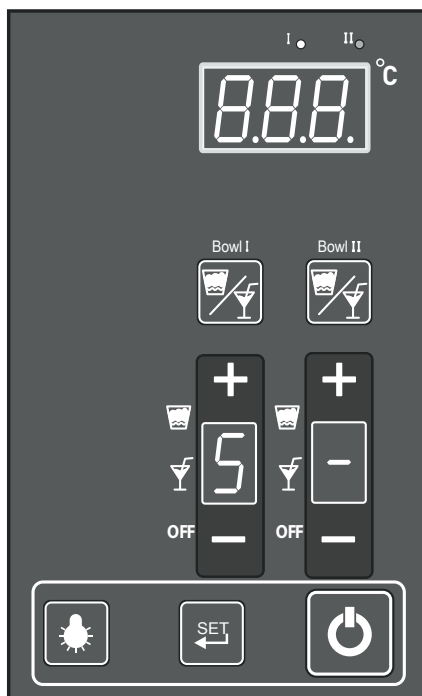 I II
°C
8.8.8.
Bowl I Bowl II
+ +
5 -
OFF — OFF —
SET